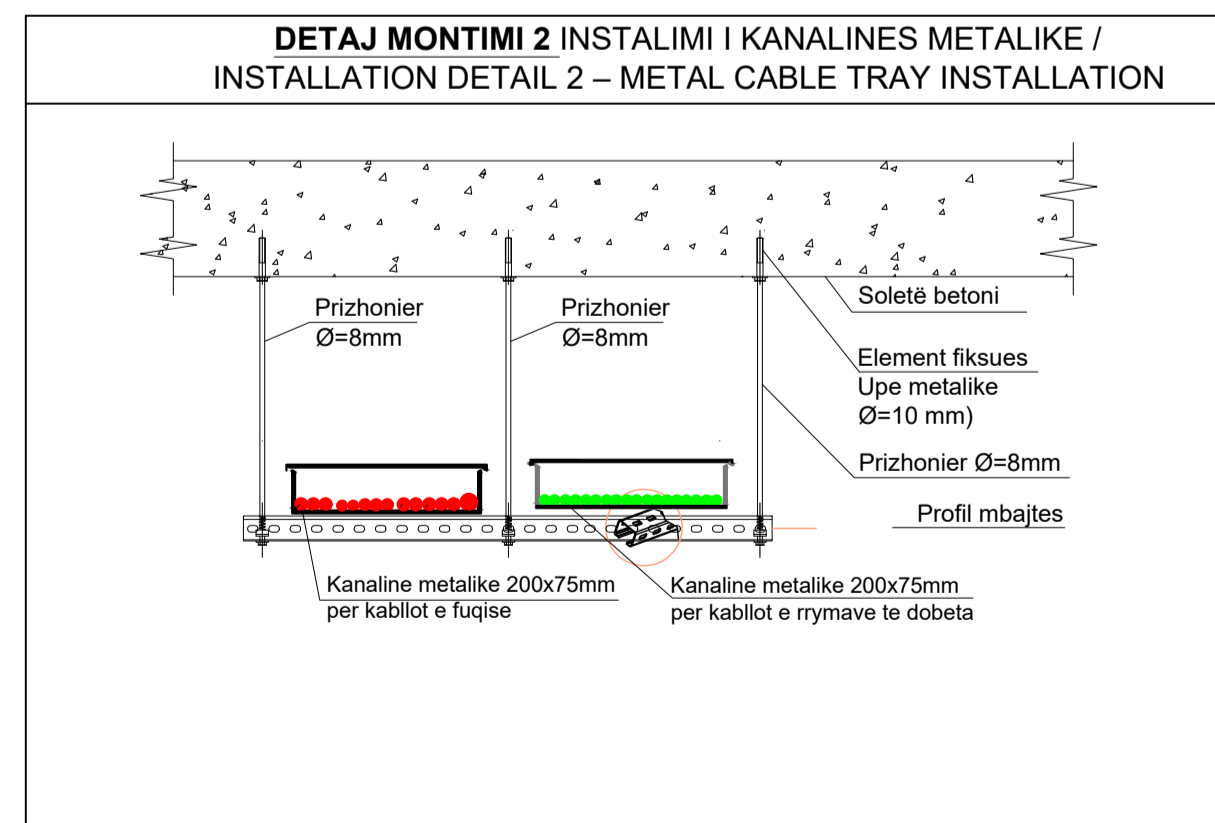 DETAJ MONTIMI 2 INSTALIMI I KANALINES METALIKE /
INSTALLATION DETAIL 2 – METAL CABLE TRAY INSTALLATION
Prizhonier
Ø=8mm
Prizhonier
Ø=8mm
Soletë betoni
Element fiksues
Upe metalike
Ø=10 mm)
Prizhonier Ø=8mm
Profil mbajtes
Kanaline metalike 200x75mm
per kabllot e fuqise
Kanaline metalike 200x75mm
per kabllot e rrymave te dobeta